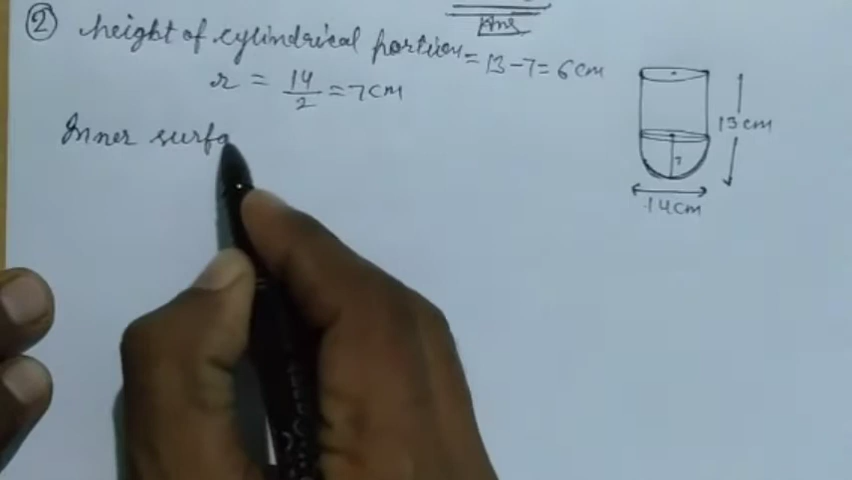 Ans
② height of cylindrical portion = 13 - 7 = 6 cm
r = 14/2 = 7 cm
13 cm
Inner surfa
7
14 cm